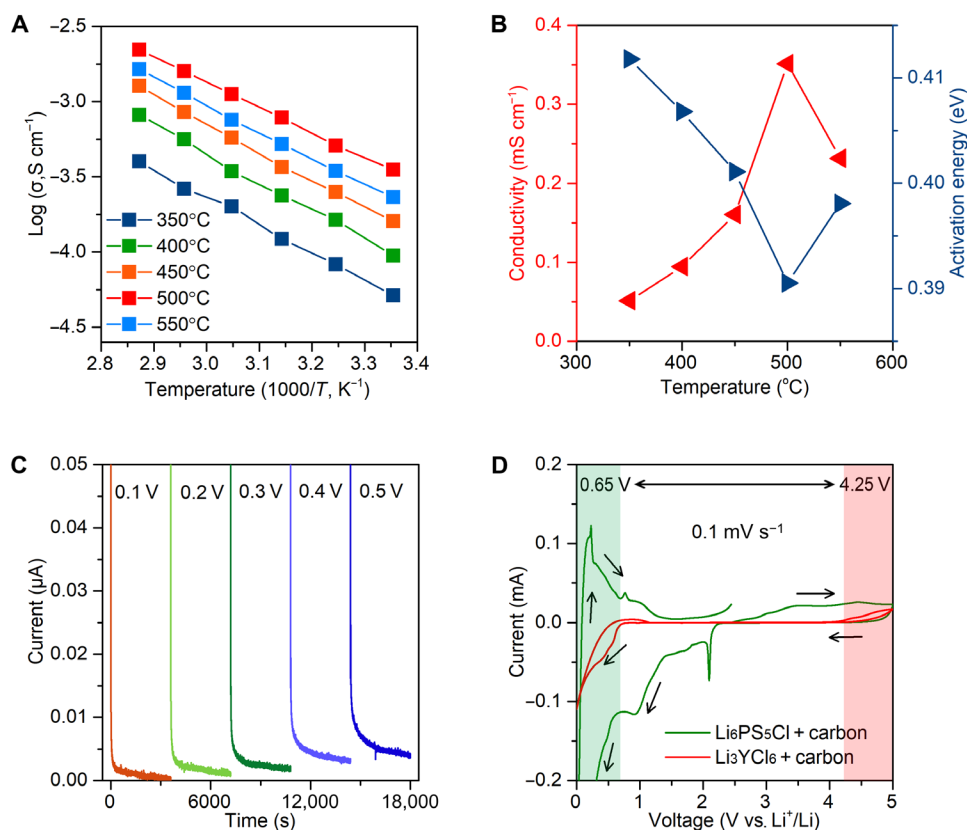 A
−2.5
−3.0
−3.5
−4.0
−4.5
Log (σ,S cm⁻¹)
350°C
400°C
450°C
500°C
550°C
2.8 2.9 3.0 3.1 3.2 3.3 3.4
Temperature (1000/T, K⁻¹)
B
0.4
0.3
0.2
0.1
0.0
Conductivity (mS cm⁻¹)
0.41
0.40
0.39
Activation energy (eV)
300 400 500 600
Temperature (°C)
C
0.05
0.04
0.03
0.02
0.01
0.00
Current (μA)
0.1 V 0.2 V 0.3 V 0.4 V 0.5 V
0 6000 12,000 18,000
Time (s)
D
0.2
0.1
0.0
−0.1
−0.2
Current (mA)
0.65 V 4.25 V
0.1 mV s⁻¹
Li₆PS₅Cl + carbon
Li₃YCl₆ + carbon
0 1 2 3 4 5
Voltage (V vs. Li⁺/Li)